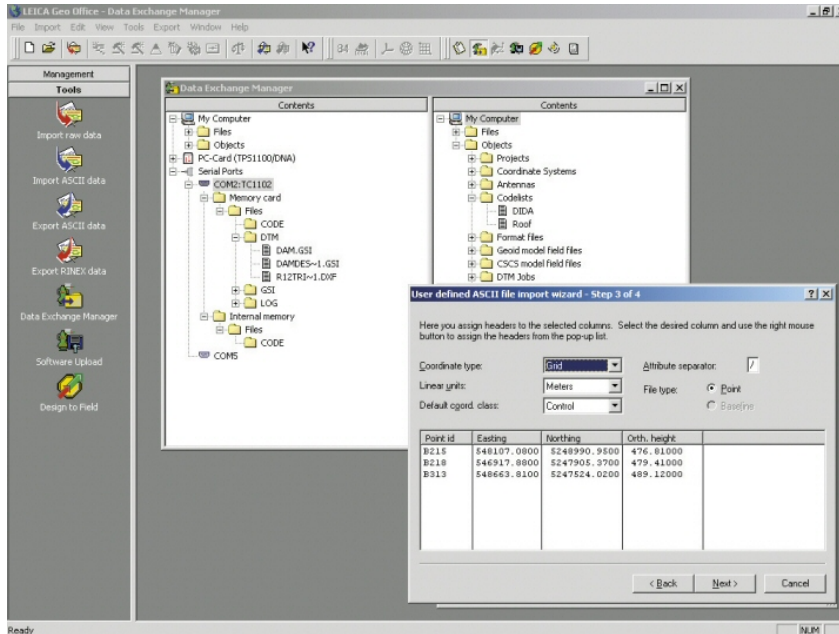 LEICA Geo Office - Data Exchange Manager
File Import Edit View Tools Export Window Help
Management
Tools
Import raw data
Import ASCII data
Export ASCII data
Export RINEX data
Data Exchange Manager
Software Upload
Design to Field
Data Exchange Manager
Contents
My Computer
Files
Objects
PC-Card (TPS1100/DNA)
Serial Ports
COM2:TC1102
Memory card
Files
CODE
DTM
DAM.GSI
DAMDES~1.GSI
R12TRI~1.DXF
GSI
LOG
Internal memory
Files
CODE
COM5
Contents
My Computer
Files
Objects
Projects
Coordinate Systems
Antennas
Codelists
DIDA
Roof
Format files
Geoid model field files
CSCS model field files
DTM Jobs
User defined ASCII file import wizard - Step 3 of 4
Here you assign headers to the selected columns. Select the desired column and use the right mouse
button to assign the headers from the pop-up list.
Coordinate type: Grid Attribute separator: /
Linear units: Meters File type: Point
Default coord. class: Control Baseline
Point id Easting Northing Orth. height
B215 548107.0800 5248990.9500 476.81000
B218 546917.8800 5247905.3700 479.41000
B313 548663.8100 5247524.0200 489.12000
< Back Next > Cancel
Ready NUM